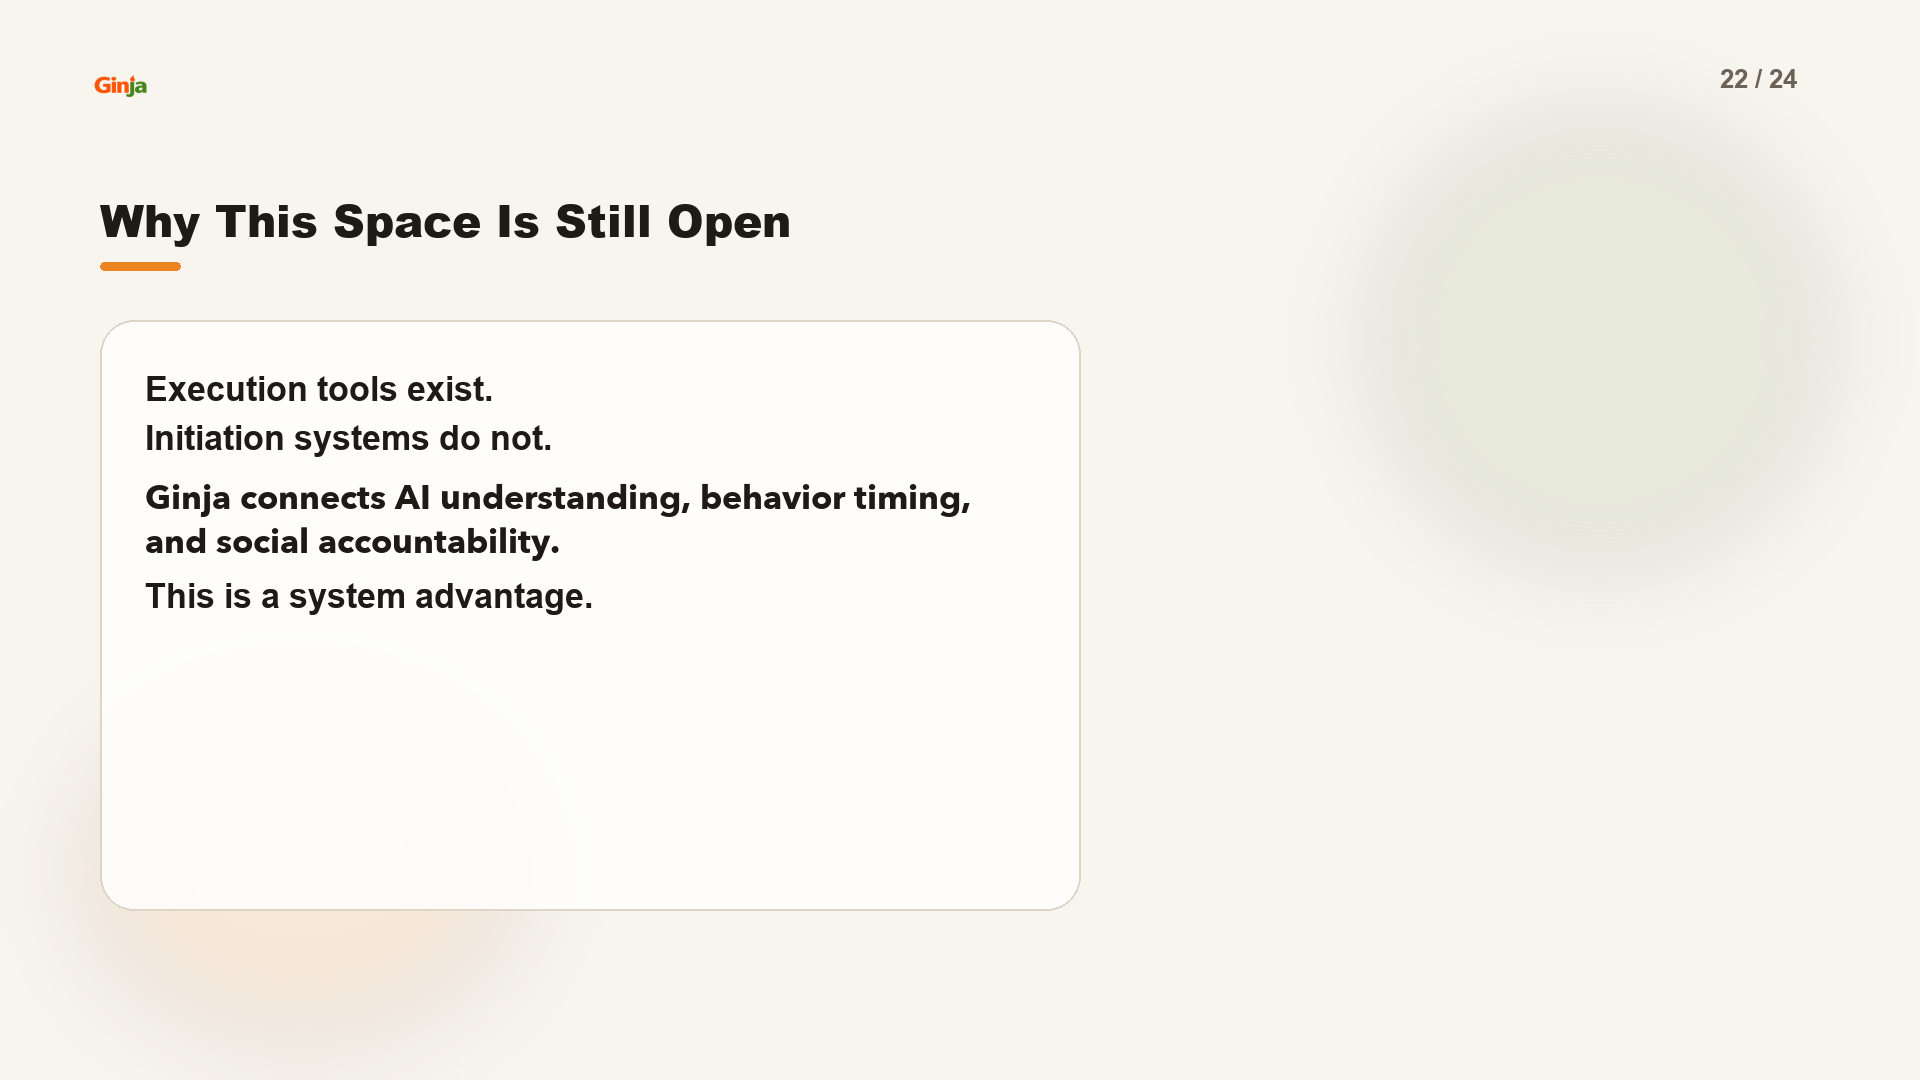 Ginja
22 / 24
Why This Space Is Still Open
Execution tools exist.
Initiation systems do not.
Ginja connects AI understanding, behavior timing,
and social accountability.
This is a system advantage.